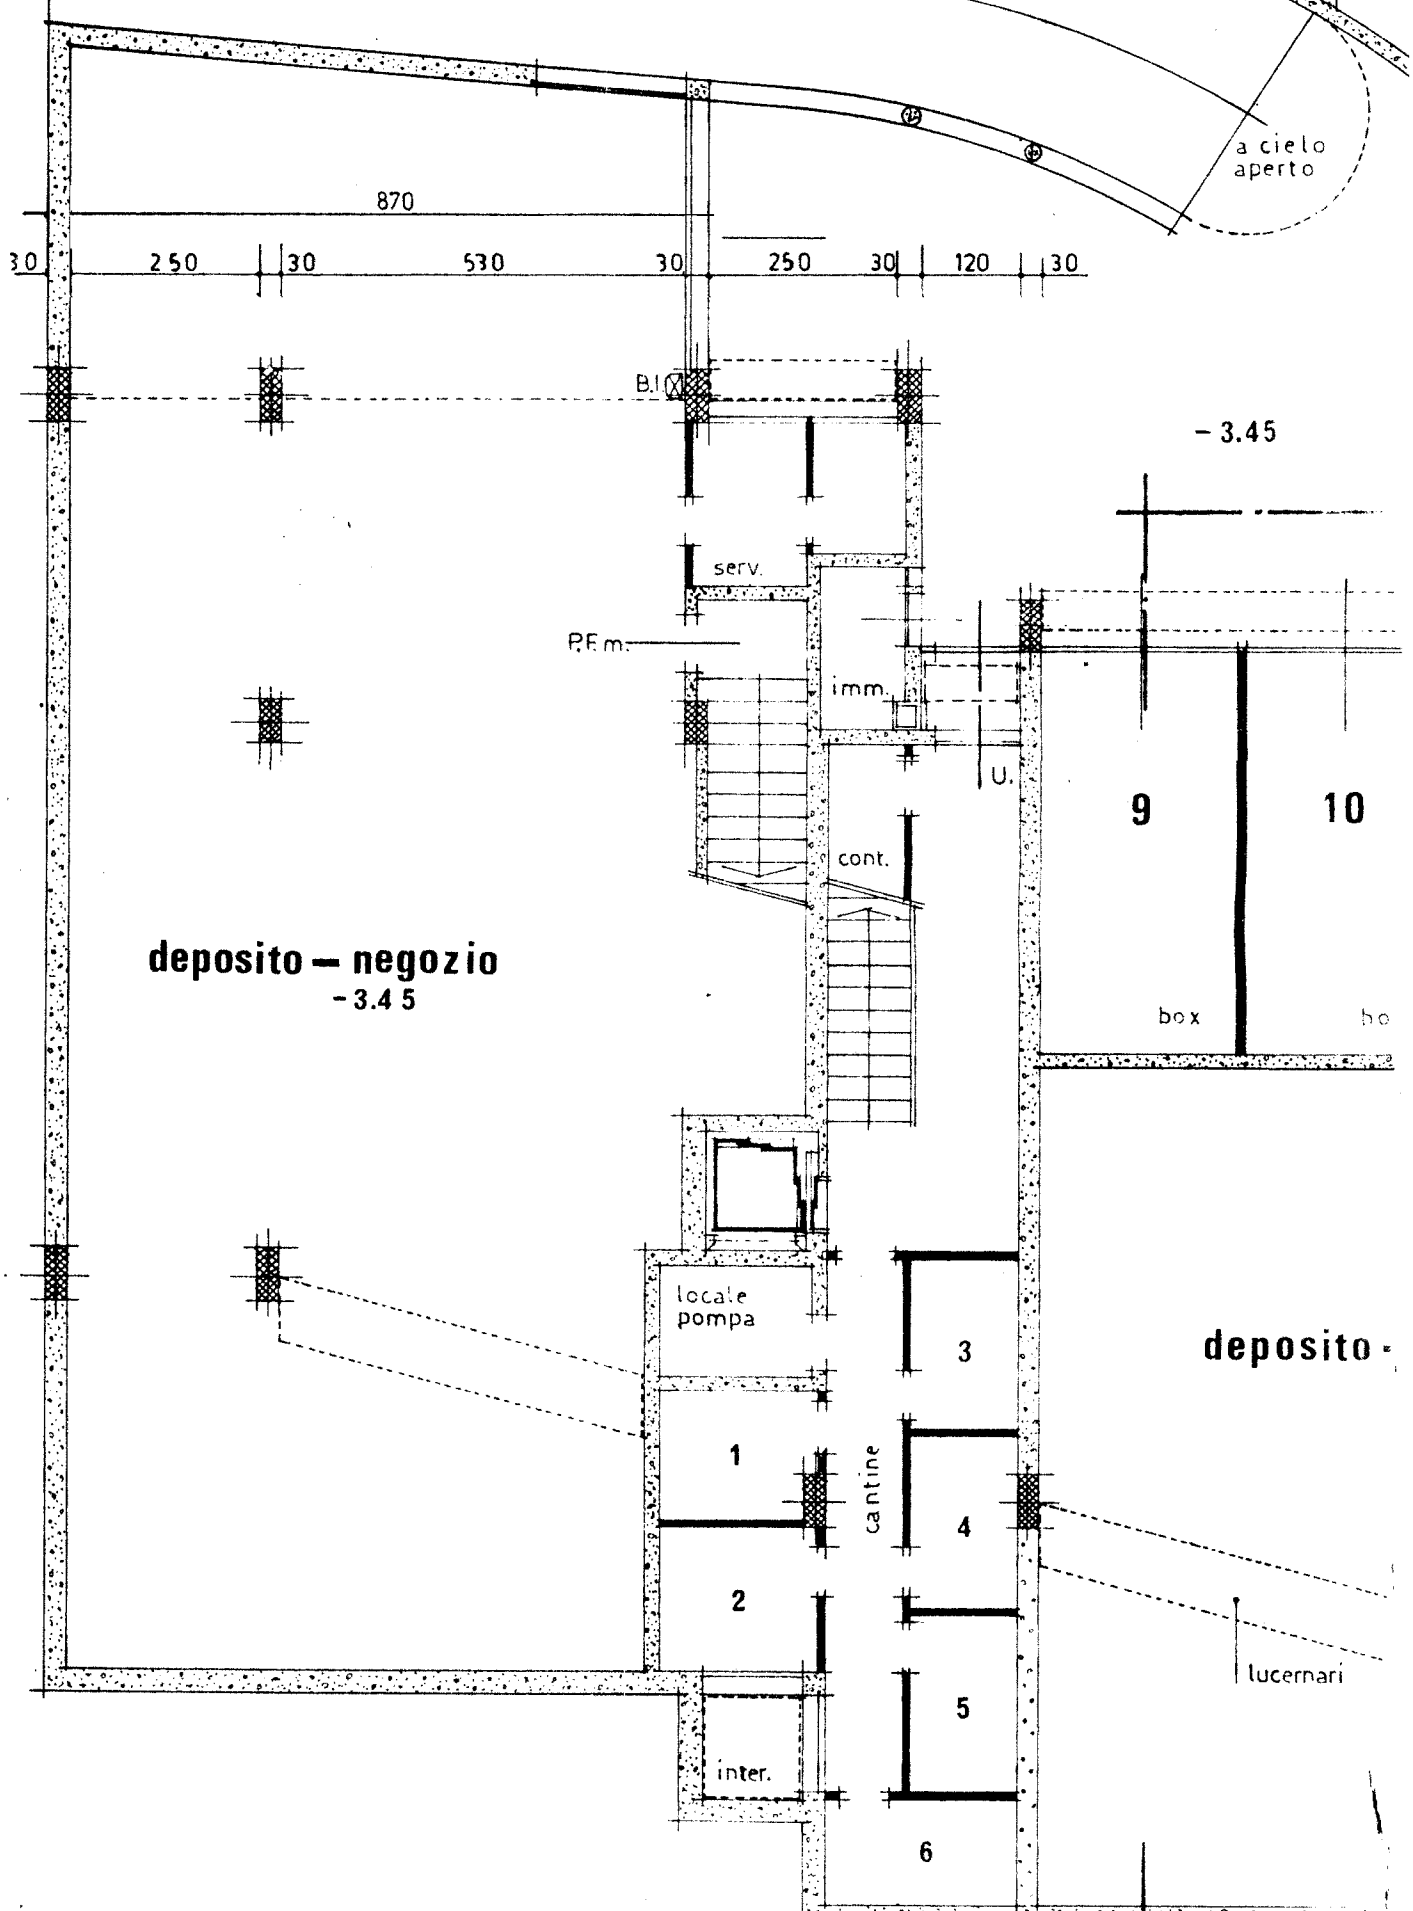 a cielo
aperto
870
30 250 30 530 30 250 30 120 30
B.I.
- 3.45
serv.
P.F.m.
imm.
U.
9
10
cont.
deposito - negozio
-3.45
box
locale
pompa
3
deposito -
1
cantine
4
2
lucernari
5
inter.
6